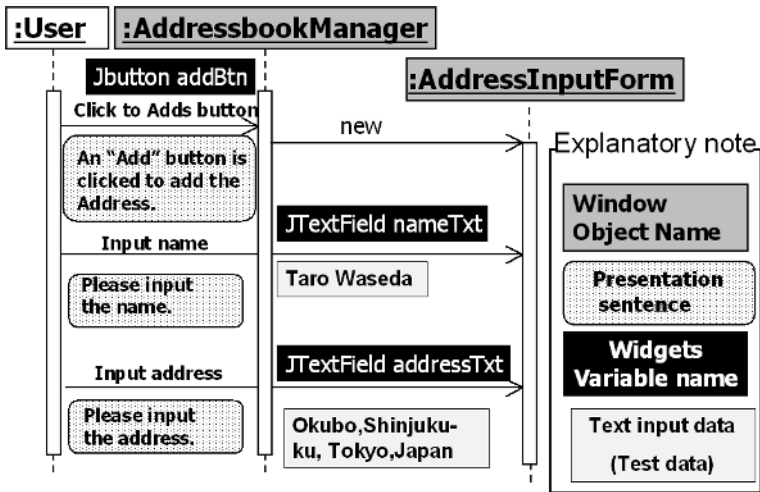 :User
:AddressbookManager
Jbutton addBtn
:AddressInputForm
Click to Adds button
new
An “Add” button is
clicked to add the
Address.
JTextField nameTxt
Input name
Taro Waseda
Please input
the name.
JTextField addressTxt
Input address
Please input
the address.
Okubo,Shinjuku-
ku, Tokyo,Japan
Explanatory note
Window
Object Name
Presentation
sentence
Widgets
Variable name
Text input data
(Test data)